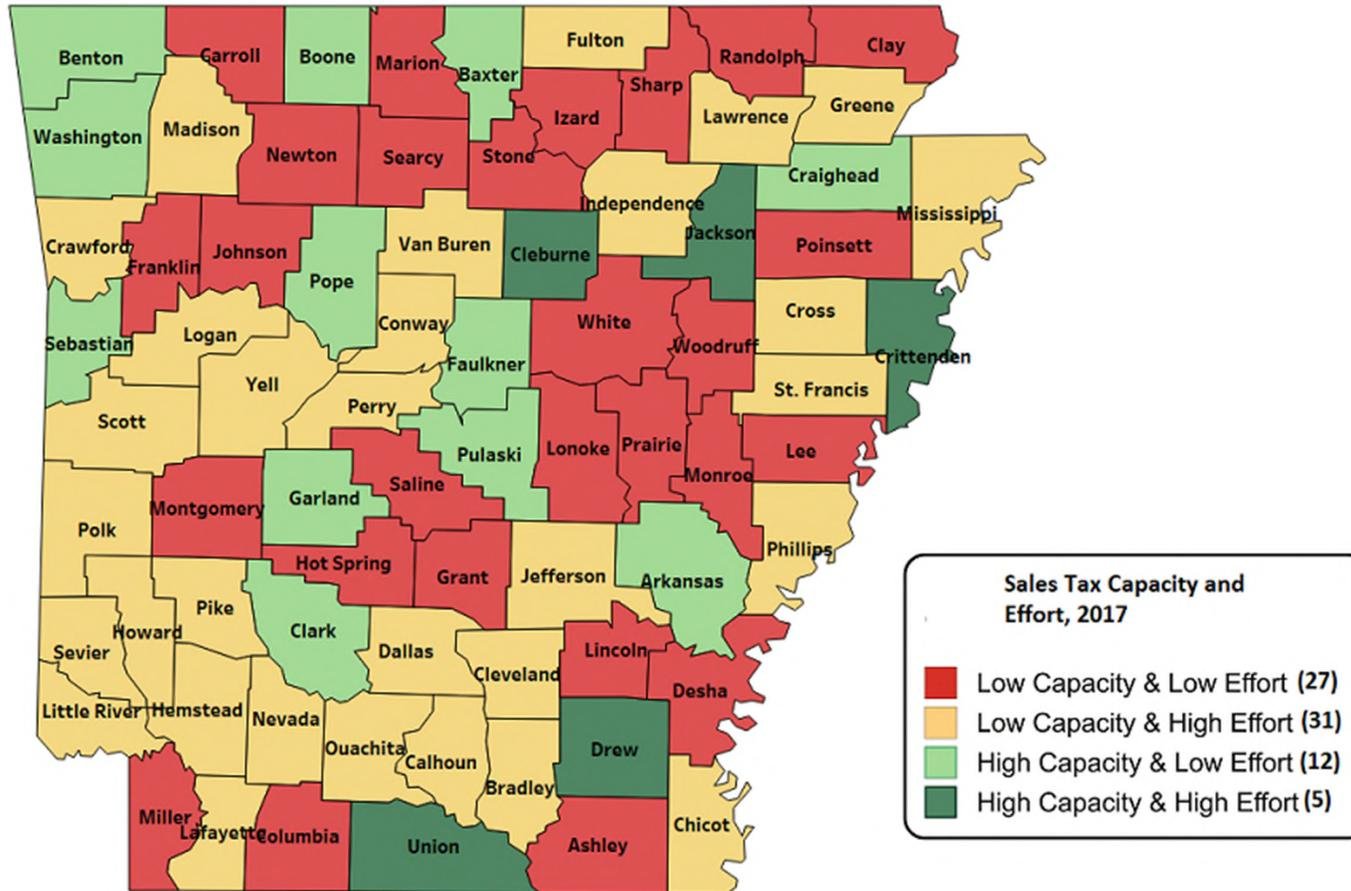 Benton
Carroll
Boone
Marion
Baxter
Fulton
Sharp
Randolph
Clay
Washington
Madison
Newton
Searcy
Stone
Izard
Lawrence
Greene
Independence
Jackson
Craighead
Mississippi
Crawford
Franklin
Johnson
Pope
Van Buren
Cleburne
Poinsett
Sebastian
Logan
Conway
Faulkner
White
Woodruff
Cross
Crittenden
Scott
Yell
Perry
Pulaski
Lonoke
Prairie
Monroe
St. Francis
Lee
Polk
Montgomery
Garland
Saline
Hot Spring
Grant
Jefferson
Arkansas
Phillips
Sevier
Howard
Pike
Clark
Dallas
Cleveland
Lincoln
Desha
Little River
Hemstead
Nevada
Ouachita
Calhoun
Bradley
Drew
Miller
Lafayette
Columbia
Union
Ashley
Chicot
Sales Tax Capacity and
Effort, 2017
Low Capacity & Low Effort (27)
Low Capacity & High Effort (31)
High Capacity & Low Effort (12)
High Capacity & High Effort (5)